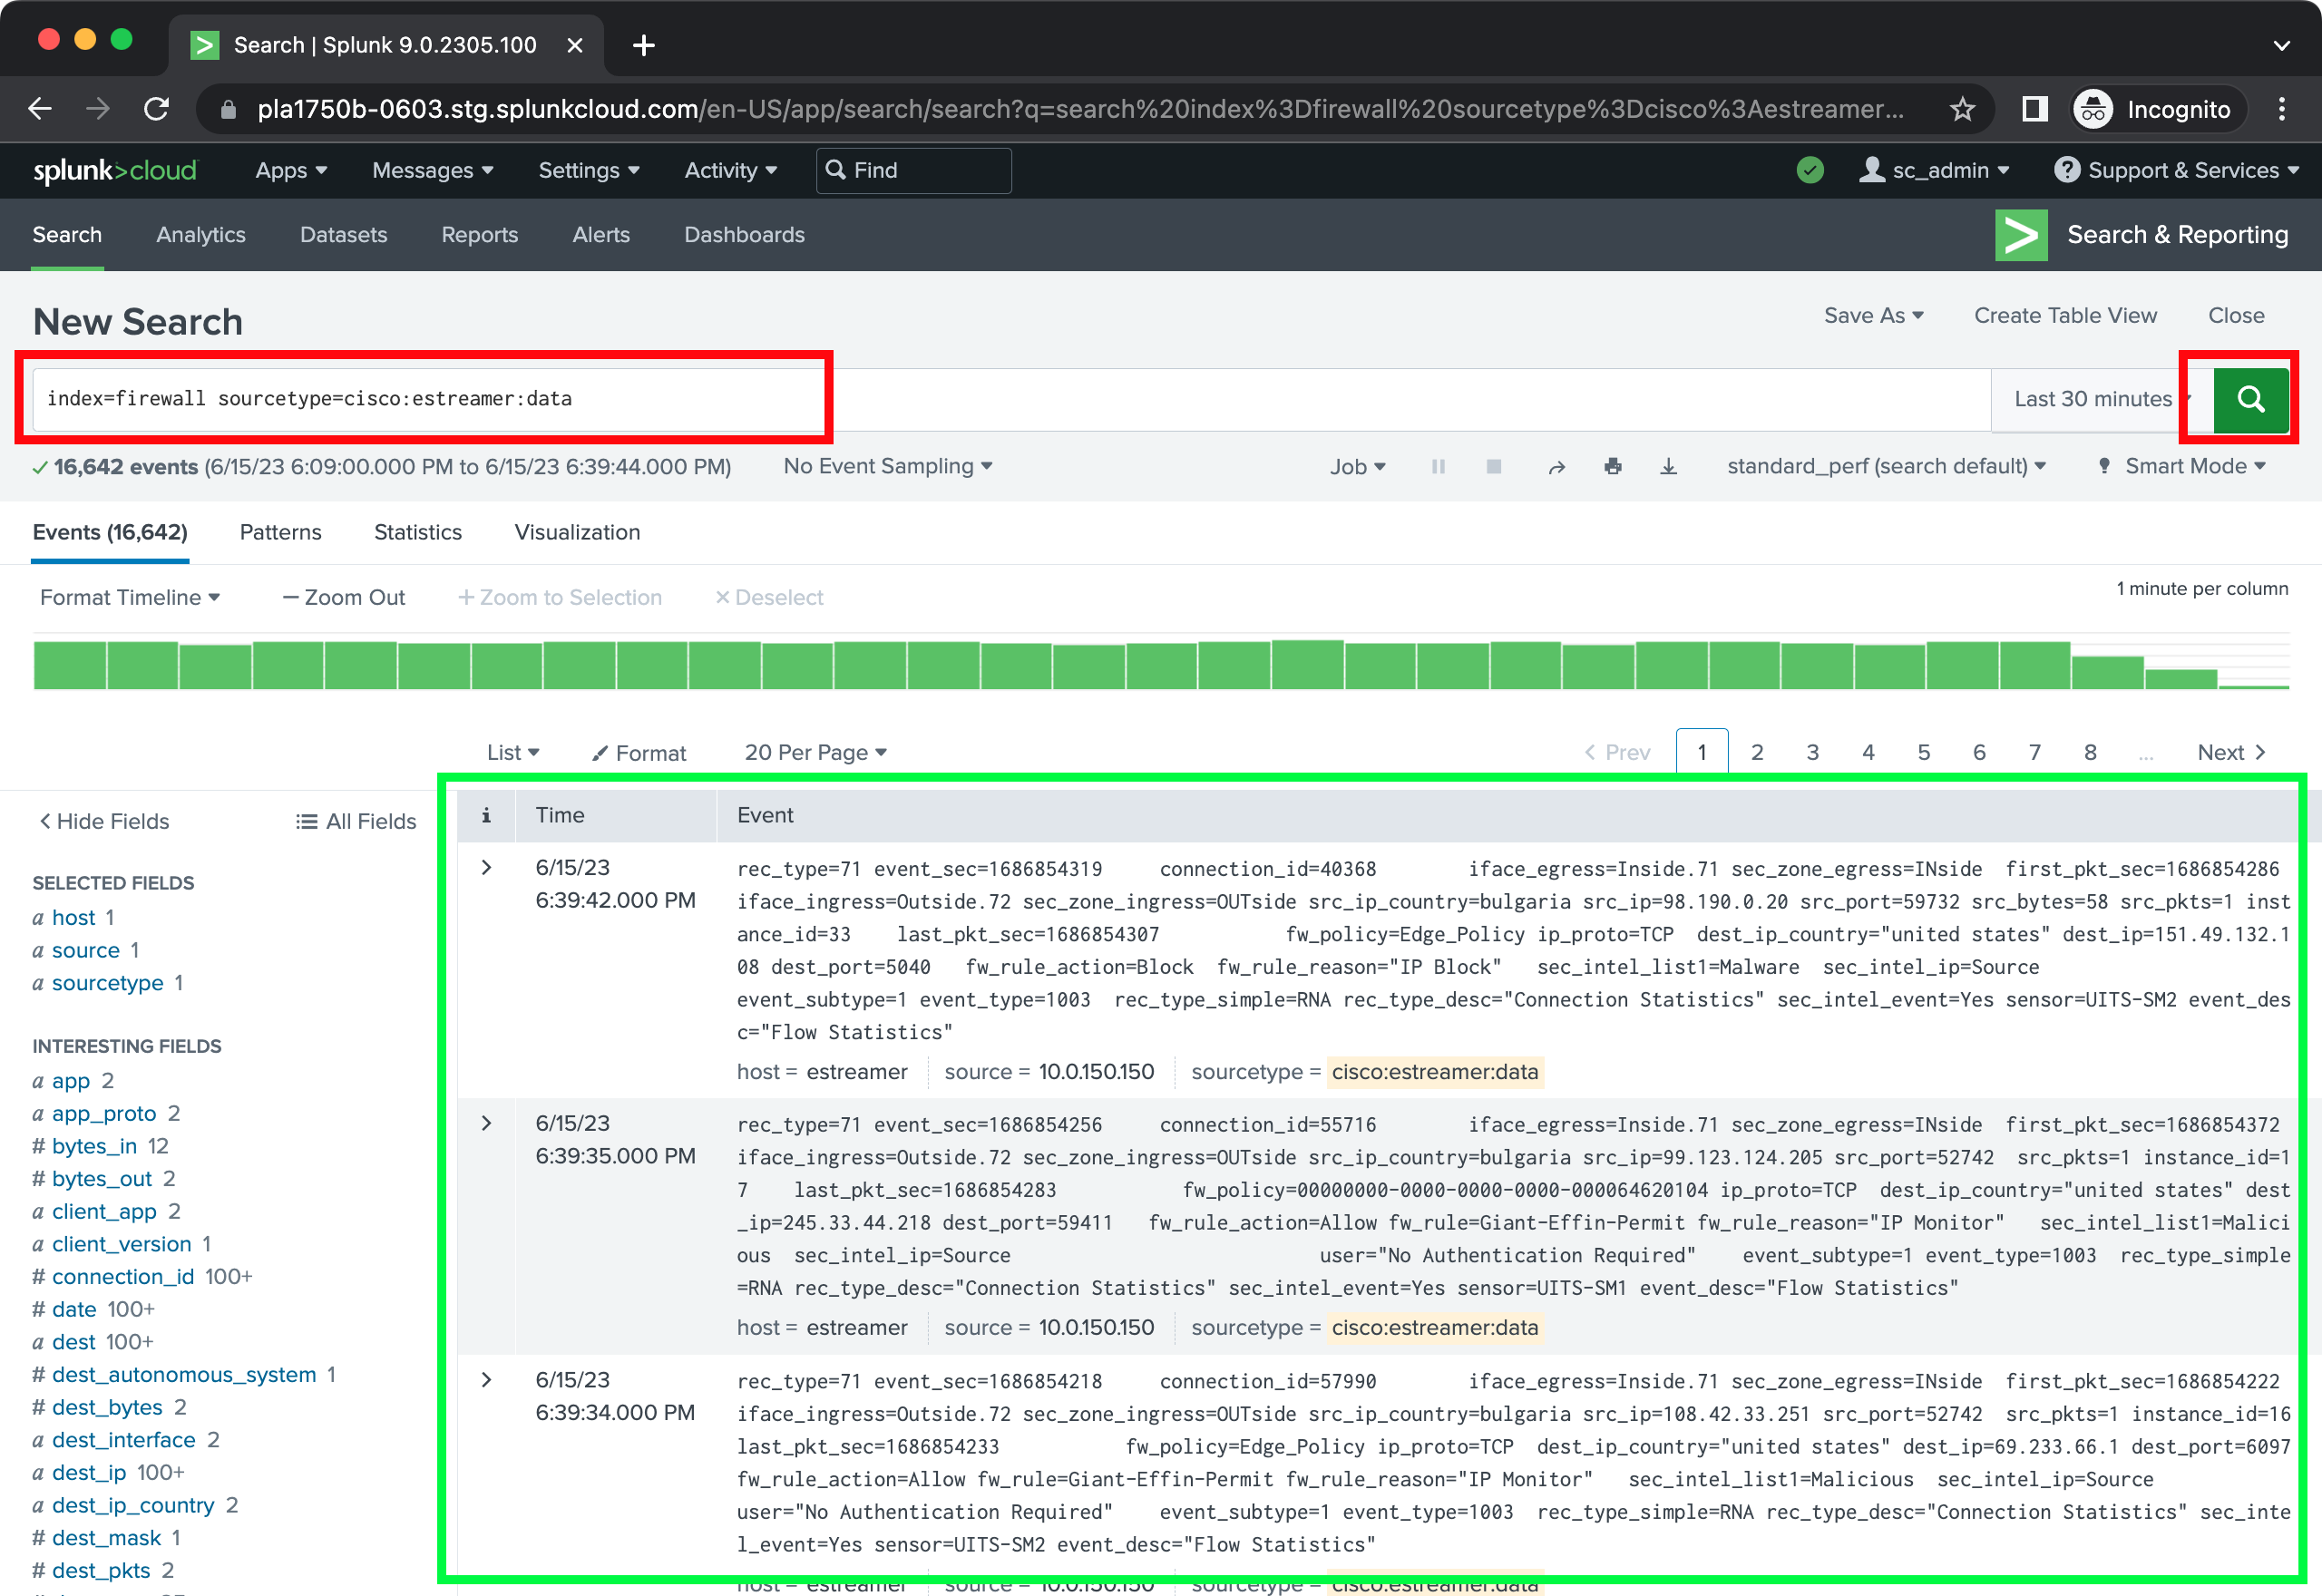 Search | Splunk 9.0.2305.100
pla1750b-0603.stg.splunkcloud.com/en-US/app/search/search?q=search%20index%3Dfirewall%20sourcetype%3Dcisco%3Aestreamer...
Incognito
splunk>cloud Apps Messages Settings Activity Find sc_admin Support & Services
Search Analytics Datasets Reports Alerts Dashboards Search & Reporting
New Search Save As Create Table View Close
index=firewall sourcetype=cisco:estreamer:data Last 30 minutes
16,642 events (6/15/23 6:09:00.000 PM to 6/15/23 6:39:44.000 PM) No Event Sampling Job standard_perf (search default) Smart Mode
Events (16,642) Patterns Statistics Visualization
Format Timeline — Zoom Out + Zoom to Selection × Deselect 1 minute per column
List Format 20 Per Page < Prev 1 2 3 4 5 6 7 8 ... Next >
< Hide Fields All Fields
SELECTED FIELDS
a host 1
a source 1
a sourcetype 1
INTERESTING FIELDS
a app 2
a app_proto 2
# bytes_in 12
# bytes_out 2
a client_app 2
a client_version 1
# connection_id 100+
# date 100+
a dest 100+
# dest_autonomous_system 1
# dest_bytes 2
a dest_interface 2
a dest_ip 100+
a dest_ip_country 2
# dest_mask 1
# dest_pkts 2
i Time Event
6/15/23
6:39:42.000 PM
rec_type=71 event_sec=1686854319 connection_id=40368 iface_egress=Inside.71 sec_zone_egress=INside first_pkt_sec=1686854286
iface_ingress=Outside.72 sec_zone_ingress=OUTside src_ip_country=bulgaria src_ip=98.190.0.20 src_port=59732 src_bytes=58 src_pkts=1 inst
ance_id=33 last_pkt_sec=1686854307 fw_policy=Edge_Policy ip_proto=TCP dest_ip_country="united states" dest_ip=151.49.132.1
08 dest_port=5040 fw_rule_action=Block fw_rule_reason="IP Block" sec_intel_list1=Malware sec_intel_ip=Source
event_subtype=1 event_type=1003 rec_type_simple=RNA rec_type_desc="Connection Statistics" sec_intel_event=Yes sensor=UITS-SM2 event_des
c="Flow Statistics"
host = estreamer source = 10.0.150.150 sourcetype = cisco:estreamer:data
6/15/23
6:39:35.000 PM
rec_type=71 event_sec=1686854256 connection_id=55716 iface_egress=Inside.71 sec_zone_egress=INside first_pkt_sec=1686854372
iface_ingress=Outside.72 sec_zone_ingress=OUTside src_ip_country=bulgaria src_ip=99.123.124.205 src_port=52742 src_pkts=1 instance_id=1
7 last_pkt_sec=1686854283 fw_policy=00000000-0000-0000-0000-000064620104 ip_proto=TCP dest_ip_country="united states" dest
_ip=245.33.44.218 dest_port=59411 fw_rule_action=Allow fw_rule=Giant-Effin-Permit fw_rule_reason="IP Monitor" sec_intel_list1=Malici
ous sec_intel_ip=Source user="No Authentication Required" event_subtype=1 event_type=1003 rec_type_simple
=RNA rec_type_desc="Connection Statistics" sec_intel_event=Yes sensor=UITS-SM1 event_desc="Flow Statistics"
host = estreamer source = 10.0.150.150 sourcetype = cisco:estreamer:data
6/15/23
6:39:34.000 PM
rec_type=71 event_sec=1686854218 connection_id=57990 iface_egress=Inside.71 sec_zone_egress=INside first_pkt_sec=1686854222
iface_ingress=Outside.72 sec_zone_ingress=OUTside src_ip_country=bulgaria src_ip=108.42.33.251 src_port=52742 src_pkts=1 instance_id=16
last_pkt_sec=1686854233 fw_policy=Edge_Policy ip_proto=TCP dest_ip_country="united states" dest_ip=69.233.66.1 dest_port=6097
fw_rule_action=Allow fw_rule=Giant-Effin-Permit fw_rule_reason="IP Monitor" sec_intel_list1=Malicious sec_intel_ip=Source
user="No Authentication Required" event_subtype=1 event_type=1003 rec_type_simple=RNA rec_type_desc="Connection Statistics" sec_inte
l_event=Yes sensor=UITS-SM2 event_desc="Flow Statistics"
host = estreamer source = 10.0.150.150 sourcetype = cisco:estreamer:data